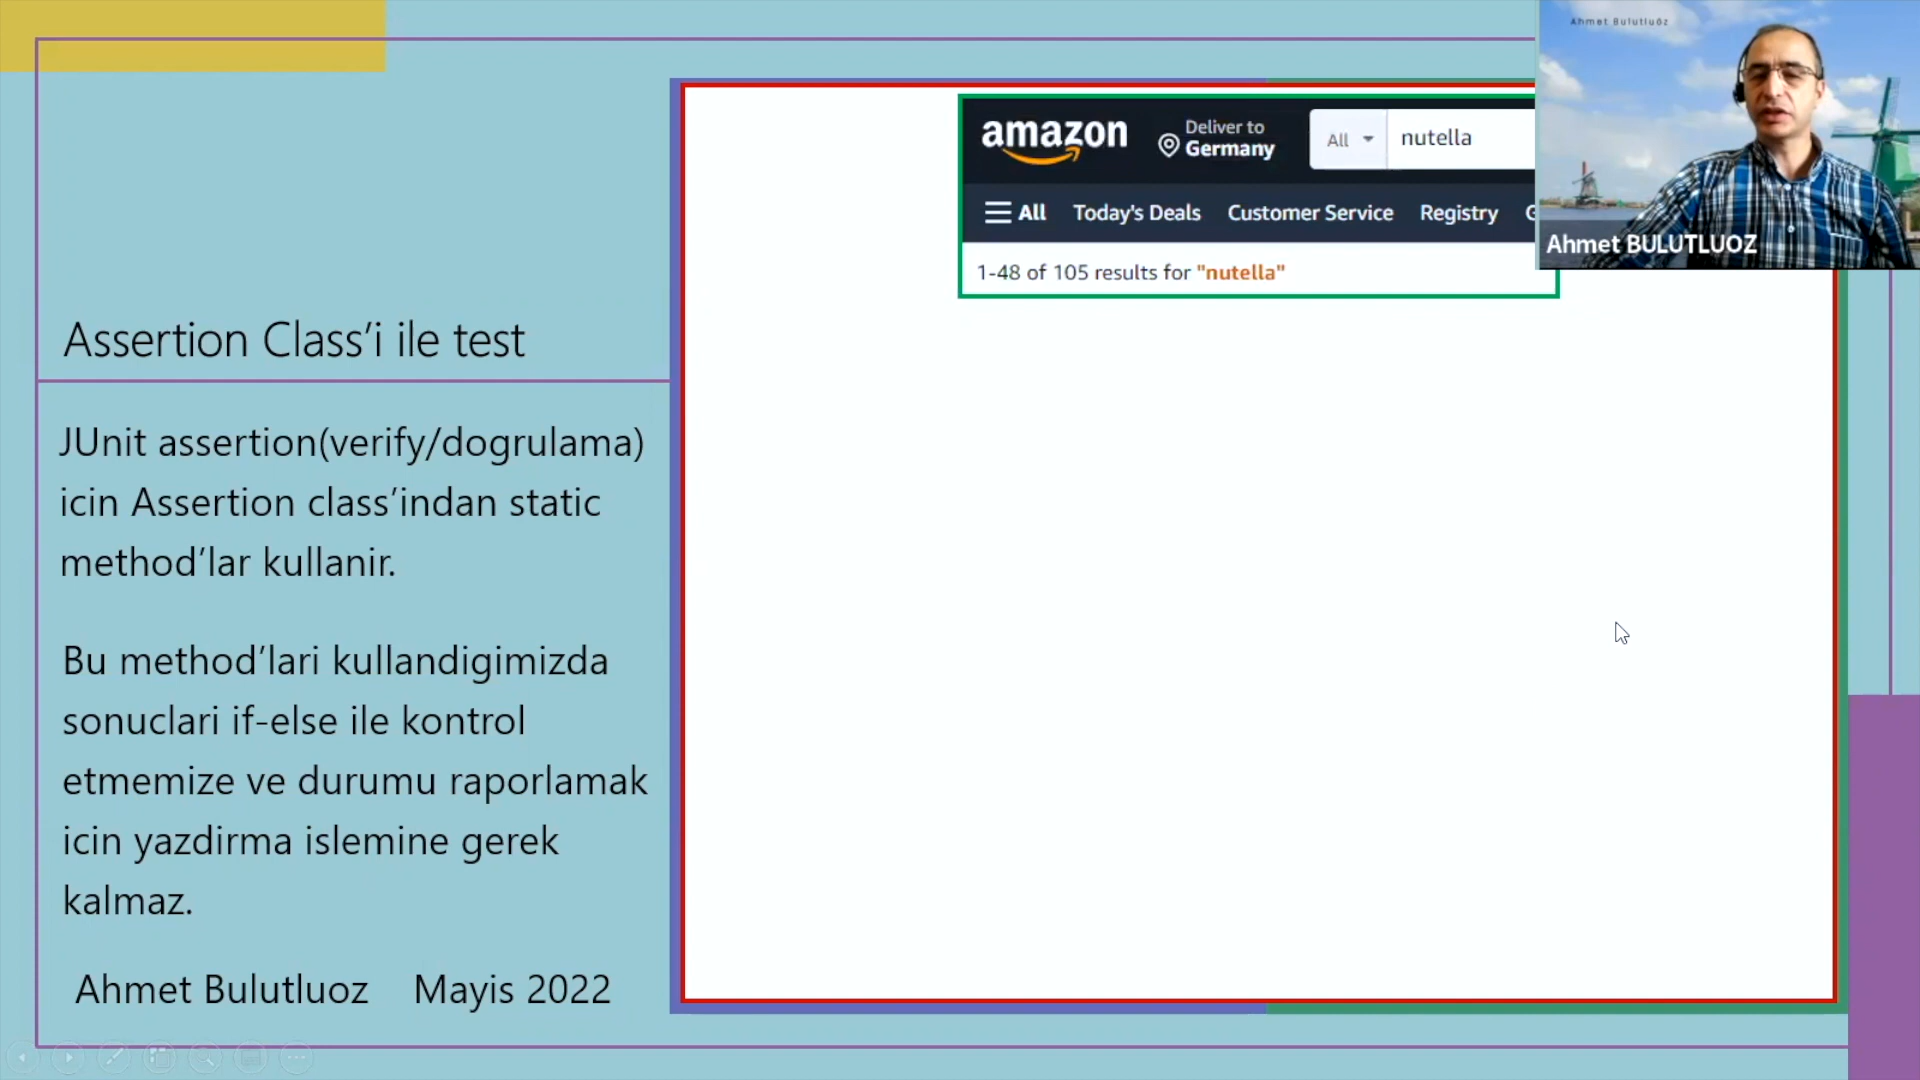 Assertion Class’i ile test
JUnit assertion(verify/dogrulama)
icin Assertion class’indan static
method’lar kullanir.
Bu method’lari kullandigimizda
sonuclari if-else ile kontrol
etmemize ve durumu raporlamak
icin yazdirma islemine gerek
kalmaz.
Ahmet Bulutluoz Mayis 2022
amazon
Deliver to
Germany
All
nutella
All Today's Deals Customer Service Registry
1-48 of 105 results for "nutella"
Ahmet Bulutluöz
Ahmet BULUTLUOZ